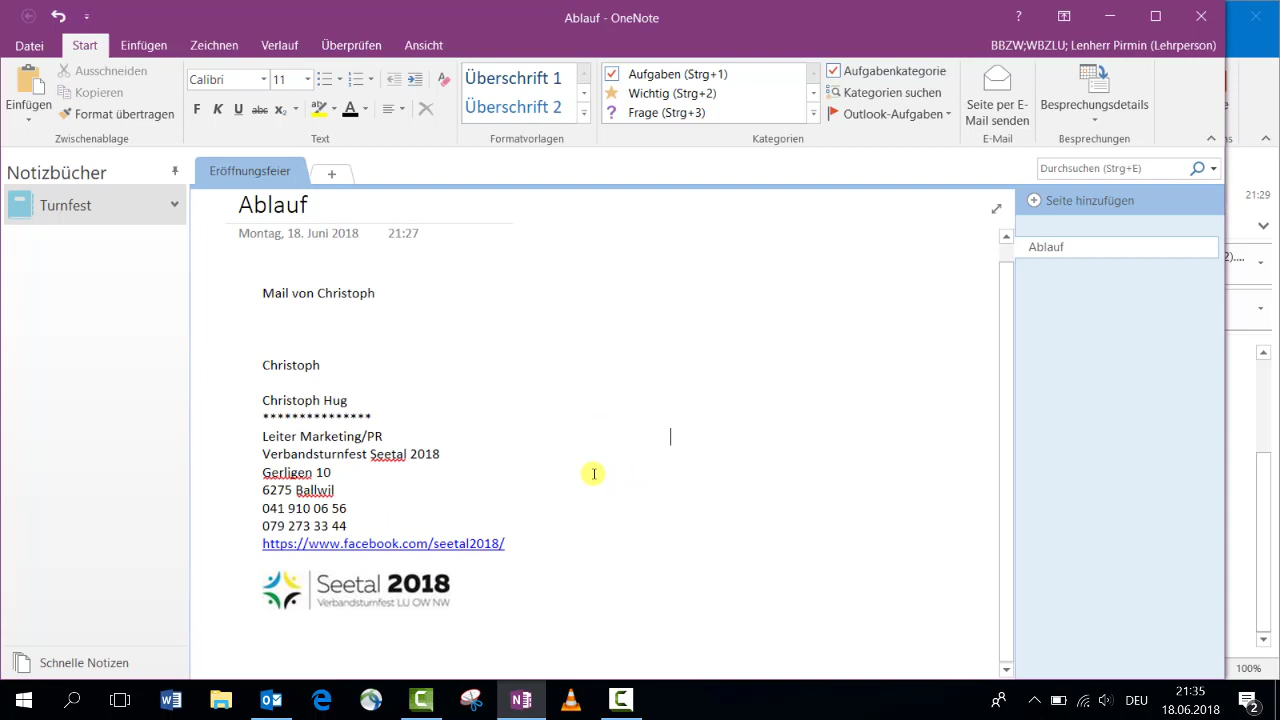 Ablauf - OneNote
?
Datei
Start
Einfügen
Zeichnen
Verlauf
Überprüfen
Ansicht
BBZW;WBZLU; Lenherr Pirmin (Lehrperson)
Einfügen
Ausschneiden
Kopieren
Format übertragen
Zwischenablage
Calibri
11
F K U abc x₂
A
Text
Überschrift 1
Überschrift 2
Formatvorlagen
Aufgaben (Strg+1)
Wichtig (Strg+2)
Frage (Strg+3)
Aufgabenkategorie
Kategorien suchen
Outlook-Aufgaben
Kategorien
Seite per E-
Mail senden
E-Mail
Besprechungsdetails
Besprechungen
Notizbücher
Turnfest
Schnelle Notizen
Eröffnungsfeier
+
Durchsuchen (Strg+E)
Seite hinzufügen
Ablauf
21:29
Ablauf
Montag, 18. Juni 2018 21:27
Mail von Christoph
Christoph
Christoph Hug
***************
Leiter Marketing/PR
Verbandsturnfest Seetal 2018
Gerligen 10
6275 Ballwil
041 910 06 56
079 273 33 44
https://www.facebook.com/seetal2018/
Seetal 2018
Verbandsturnfest LU OW NW
100%
DEU
21:35
18.06.2018
2